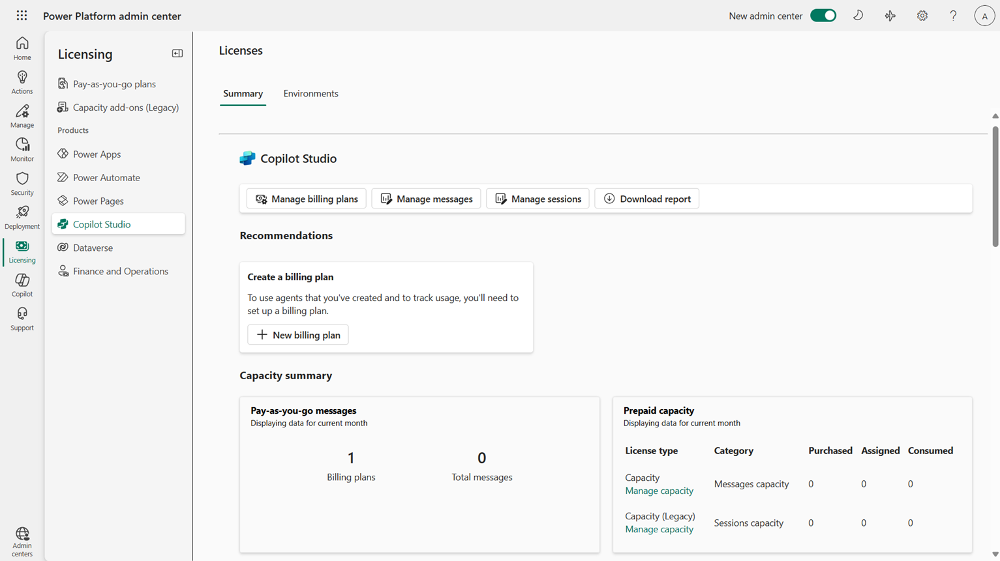 Power Platform admin center
New admin center
A
Home
Actions
Manage
Monitor
Security
Deployment
Licensing
Copilot
Support
Admin
centers
Licensing
Pay-as-you-go plans
Capacity add-ons (Legacy)
Products
Power Apps
Power Automate
Power Pages
Copilot Studio
Dataverse
Finance and Operations
Licenses
Summary
Environments
Copilot Studio
Manage billing plans
Manage messages
Manage sessions
Download report
Recommendations
Create a billing plan
To use agents that you've created and to track usage, you'll need to
set up a billing plan.
New billing plan
Capacity summary
Pay-as-you-go messages
Displaying data for current month
1
Billing plans
0
Total messages
Prepaid capacity
Displaying data for current month
License type Category Purchased Assigned Consumed
Capacity
Manage capacity
Messages capacity 0 0 0
Capacity (Legacy)
Manage capacity
Sessions capacity 0 0 0